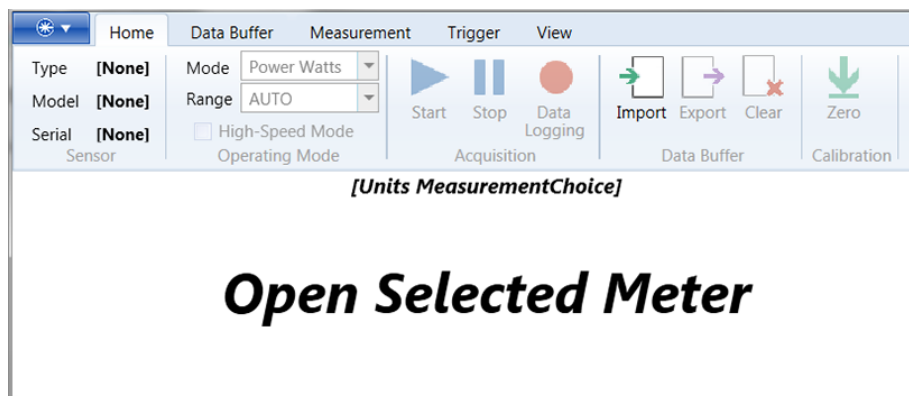 Home Data Buffer Measurement Trigger View
Type [None]
Model [None]
Serial [None]
Sensor
Mode Power Watts
Range AUTO
High-Speed Mode
Operating Mode
Start Stop Data Logging
Acquisition
Import Export Clear
Data Buffer
Zero
Calibration
[Units MeasurementChoice]
Open Selected Meter